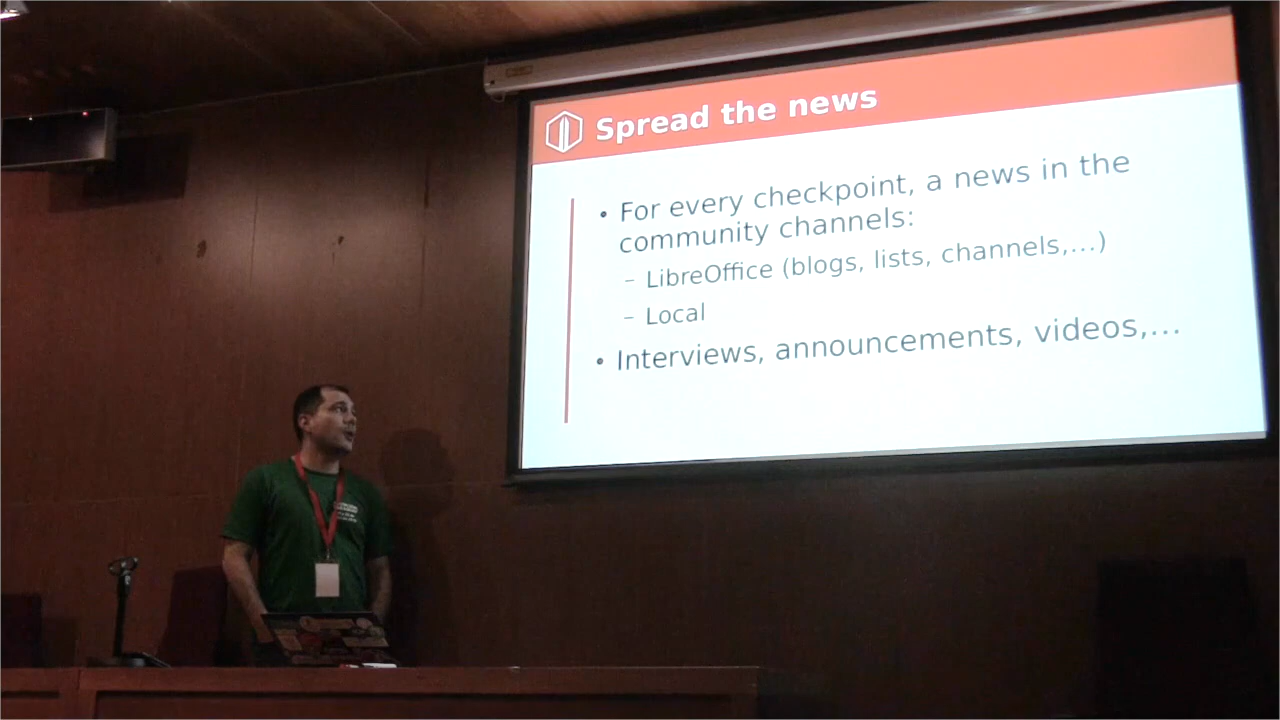 Spread the news
• For every checkpoint, a news in the
community channels:
– LibreOffice (blogs, lists, channels,...)
– Local
• Interviews, announcements, videos,...